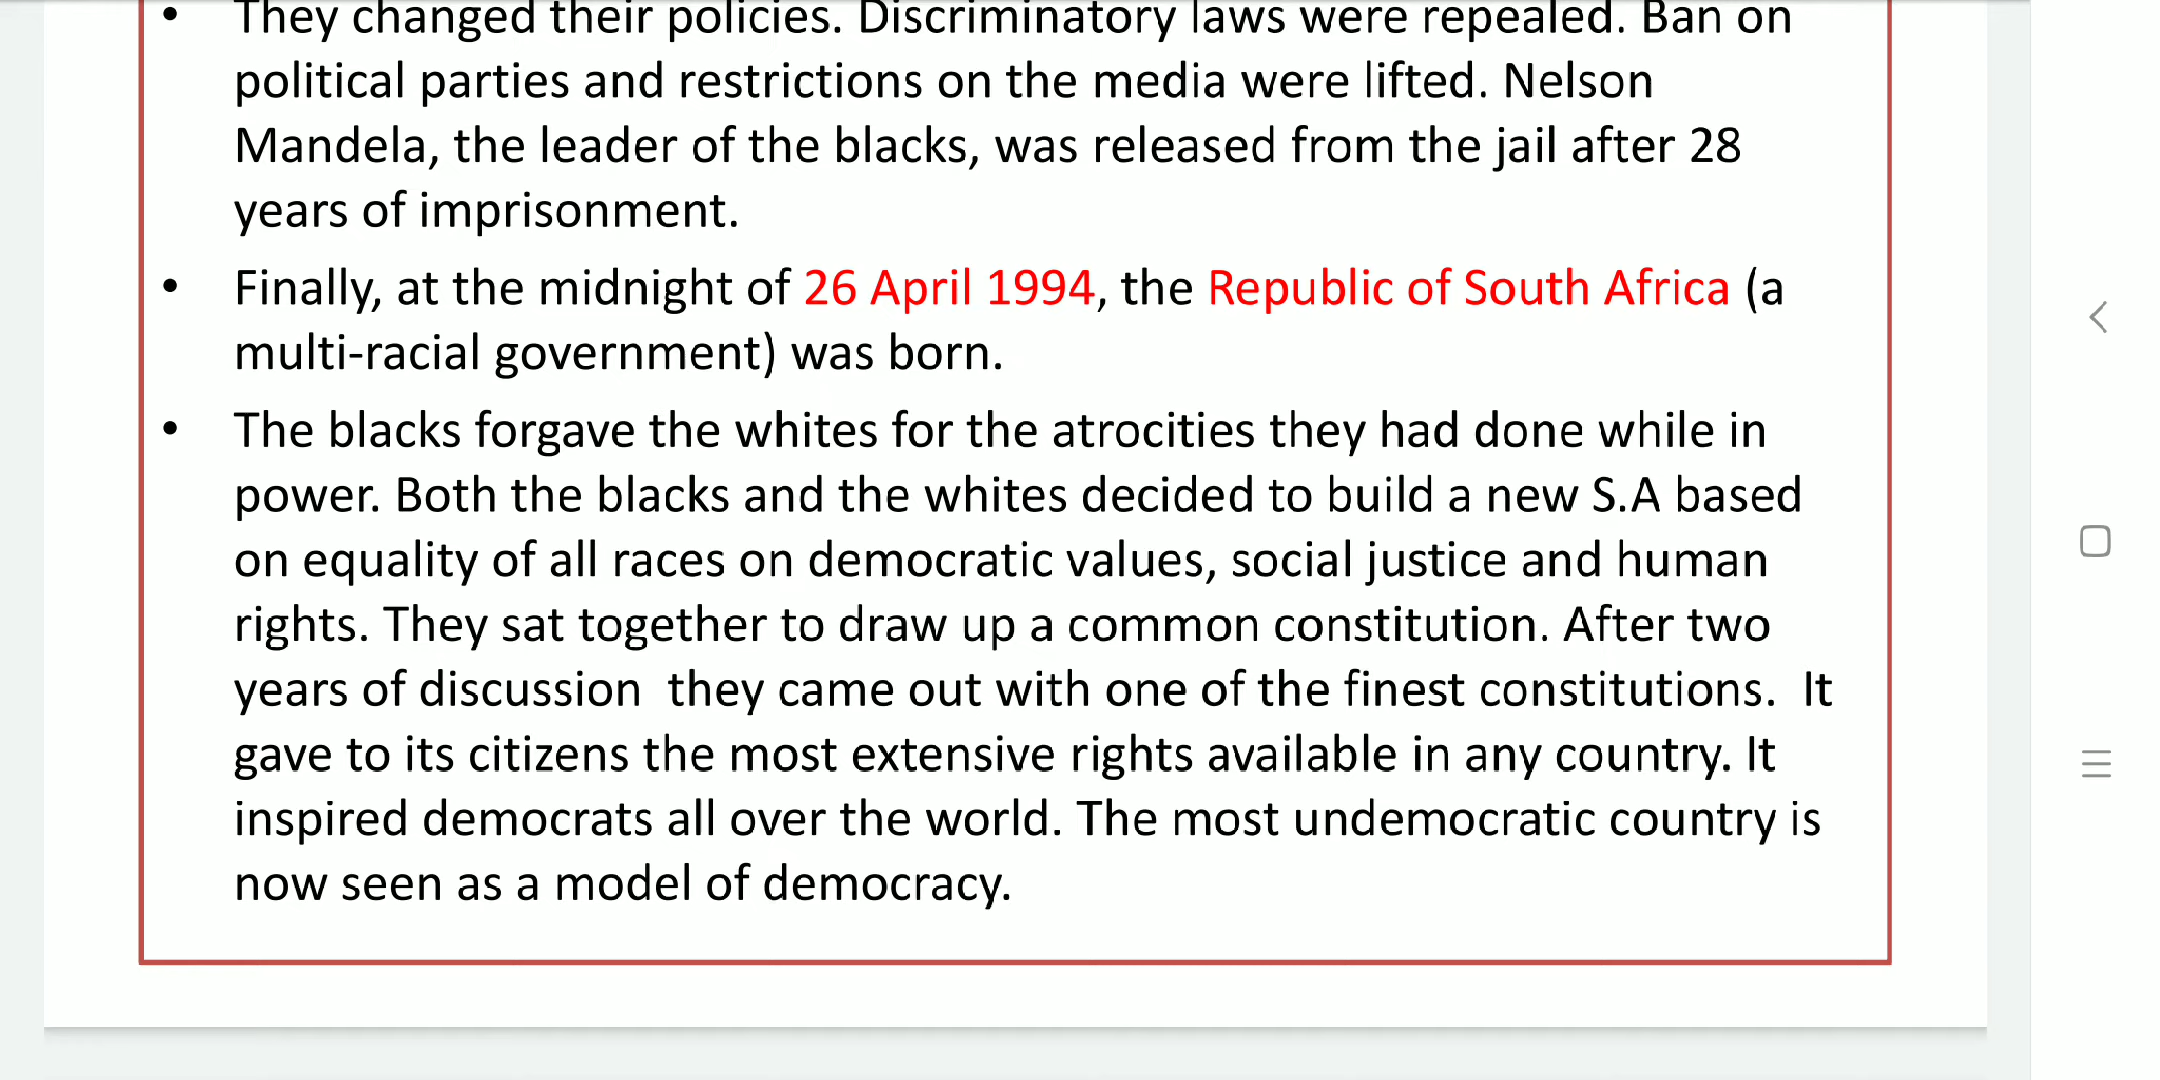 • They changed their policies. Discriminatory laws were repealed. Ban on
political parties and restrictions on the media were lifted. Nelson
Mandela, the leader of the blacks, was released from the jail after 28
years of imprisonment.
• Finally, at the midnight of 26 April 1994, the Republic of South Africa (a
multi-racial government) was born.
• The blacks forgave the whites for the atrocities they had done while in
power. Both the blacks and the whites decided to build a new S.A based
on equality of all races on democratic values, social justice and human
rights. They sat together to draw up a common constitution. After two
years of discussion  they came out with one of the finest constitutions.  It
gave to its citizens the most extensive rights available in any country. It
inspired democrats all over the world. The most undemocratic country is
now seen as a model of democracy.